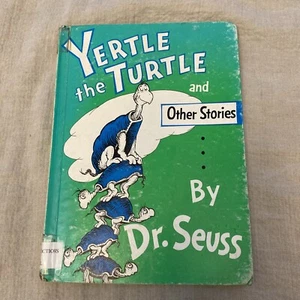 YERTLE
the TURTLE
and
Other Stories
By
Dr. Seuss